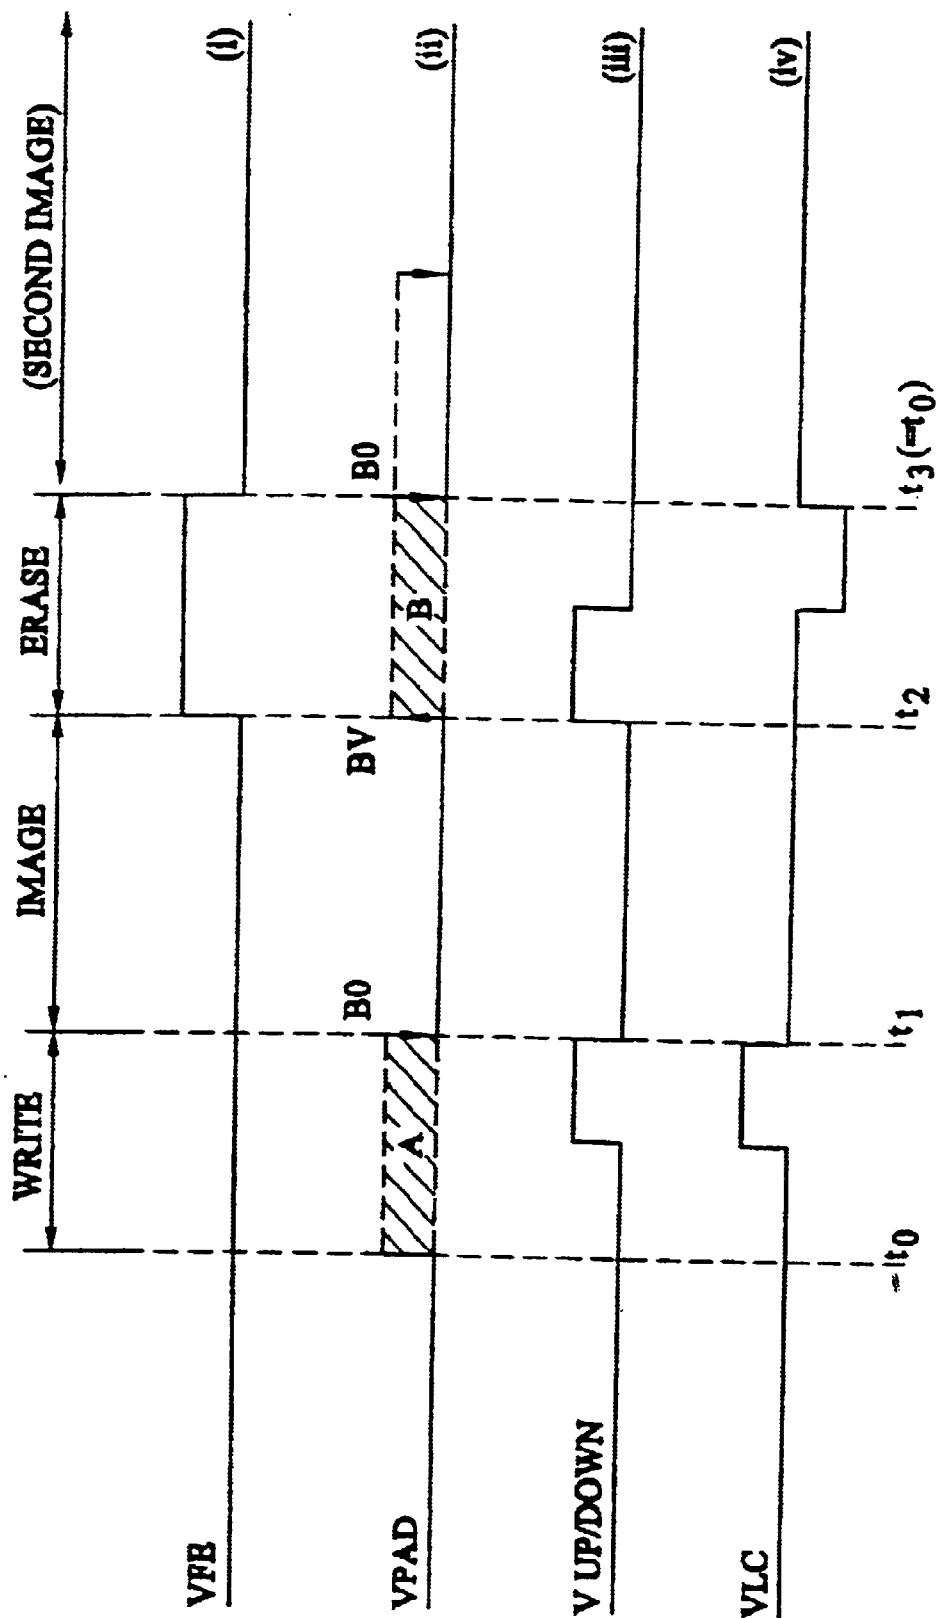 WRITE
IMAGE
ERASE
(SECOND IMAGE)
VFE
(i)
VPAD
A
B0
BV
B
B0
(ii)
V UP/DOWN
(iii)
VLC
(iv)
t0
t1
t2
t3 (=t0)